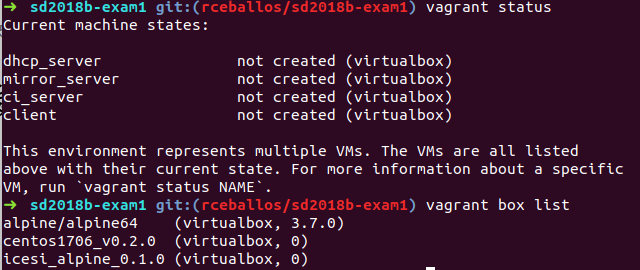 ➜ sd2018b-exam1 git:(rceballos/sd2018b-exam1) vagrant status
Current machine states:
dhcp_server not created (virtualbox)
mirror_server not created (virtualbox)
ci_server not created (virtualbox)
client not created (virtualbox)
This environment represents multiple VMs. The VMs are all listed
above with their current state. For more information about a specific
VM, run `vagrant status NAME`.
➜ sd2018b-exam1 git:(rceballos/sd2018b-exam1) vagrant box list
alpine/alpine64 (virtualbox, 3.7.0)
centos1706_v0.2.0 (virtualbox, 0)
icesi_alpine_0.1.0 (virtualbox, 0)